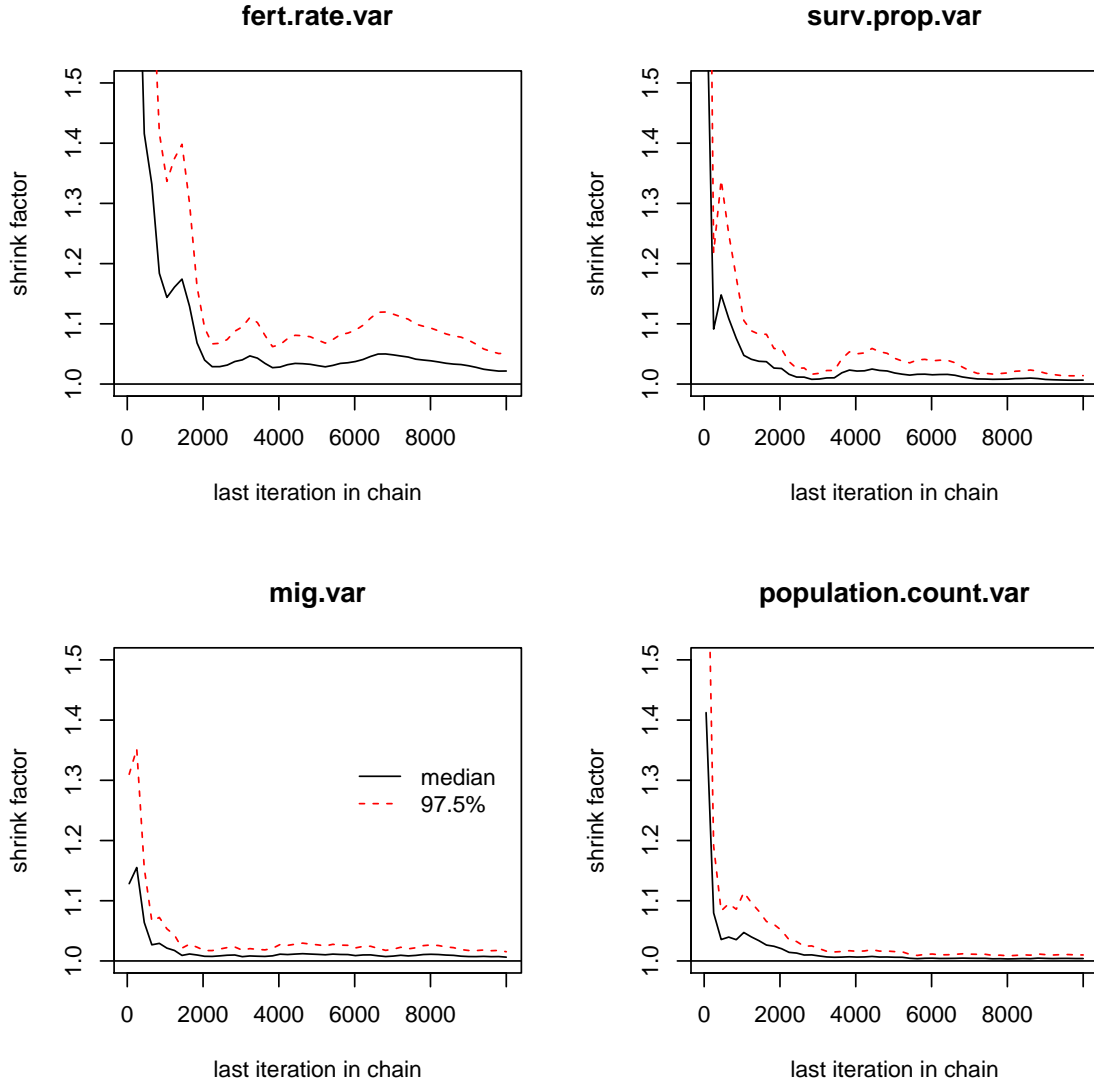 fert.rate.var
shrink factor
1.0 1.1 1.2 1.3 1.4 1.5
0 2000 4000 6000 8000
last iteration in chain
surv.prop.var
shrink factor
1.0 1.1 1.2 1.3 1.4 1.5
0 2000 4000 6000 8000
last iteration in chain
mig.var
shrink factor
1.0 1.1 1.2 1.3 1.4 1.5
median
97.5%
0 2000 4000 6000 8000
last iteration in chain
population.count.var
shrink factor
1.0 1.1 1.2 1.3 1.4 1.5
0 2000 4000 6000 8000
last iteration in chain